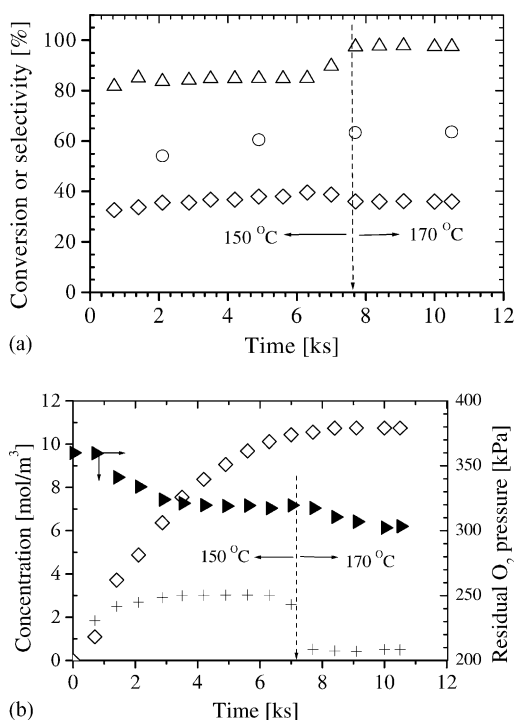 100
80
60
40
20
0
Conversion or selectivity [%]
150 °C
170 °C
0 2 4 6 8 10 12
Time [ks]
(a)
12
10
8
6
4
2
0
Concentration [mol/m³]
400
350
300
250
200
Residual O₂ pressure [kPa]
150 °C
170 °C
0 2 4 6 8 10 12
Time [ks]
(b)